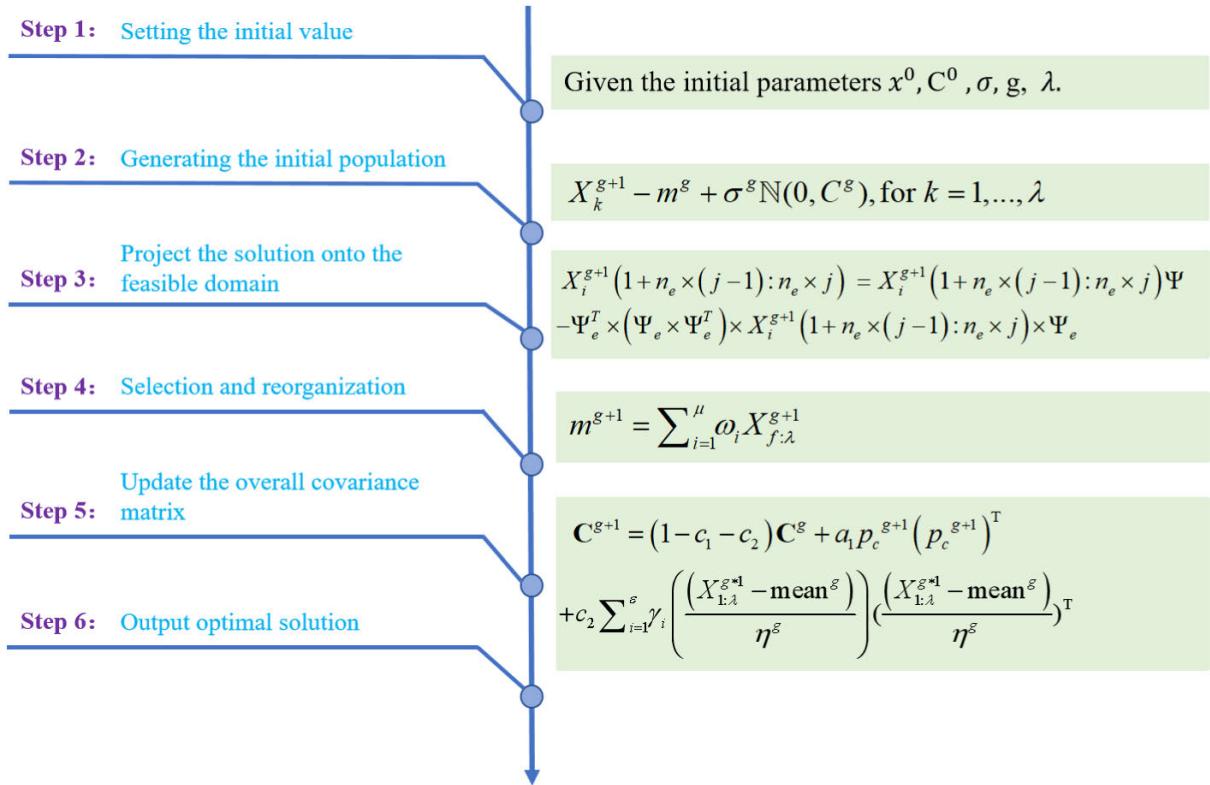 Step 1： Setting the initial value
Given the initial parameters x⁰, C⁰ , σ, g, λ.
Step 2： Generating the initial population
X_k^{g+1} − m^g + σ^g ℕ(0, C^g), for k = 1,..., λ
Step 3： Project the solution onto the
feasible domain
X_i^{g+1}(1 + n_e × (j−1) : n_e × j) = X_i^{g+1}(1 + n_e × (j−1) : n_e × j)Ψ
−Ψ_e^T × (Ψ_e × Ψ_e^T) × X_i^{g+1}(1 + n_e × (j−1) : n_e × j) × Ψ_e
Step 4： Selection and reorganization
m^{g+1} = ∑_{i=1}^{μ} ω_i X_{f:λ}^{g+1}
Step 5： Update the overall covariance
matrix
C^{g+1} = (1 − c_1 − c_2)C^g + a_1 p_c^{g+1} (p_c^{g+1})^T
+c_2 ∑_{i=1}^{g} γ_i ((X_{1:λ}^{g*1} − mean^g) / η^g) ((X_{1:λ}^{g*1} − mean^g) / η^g)^T
Step 6： Output optimal solution